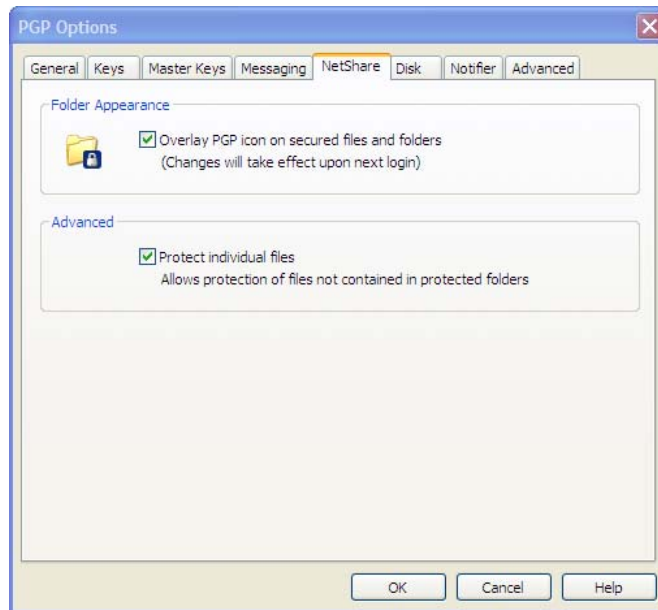 PGP Options
General Keys Master Keys Messaging NetShare Disk Notifier Advanced
Folder Appearance
Overlay PGP icon on secured files and folders
(Changes will take effect upon next login)
Advanced
Protect individual files
Allows protection of files not contained in protected folders
OK Cancel Help